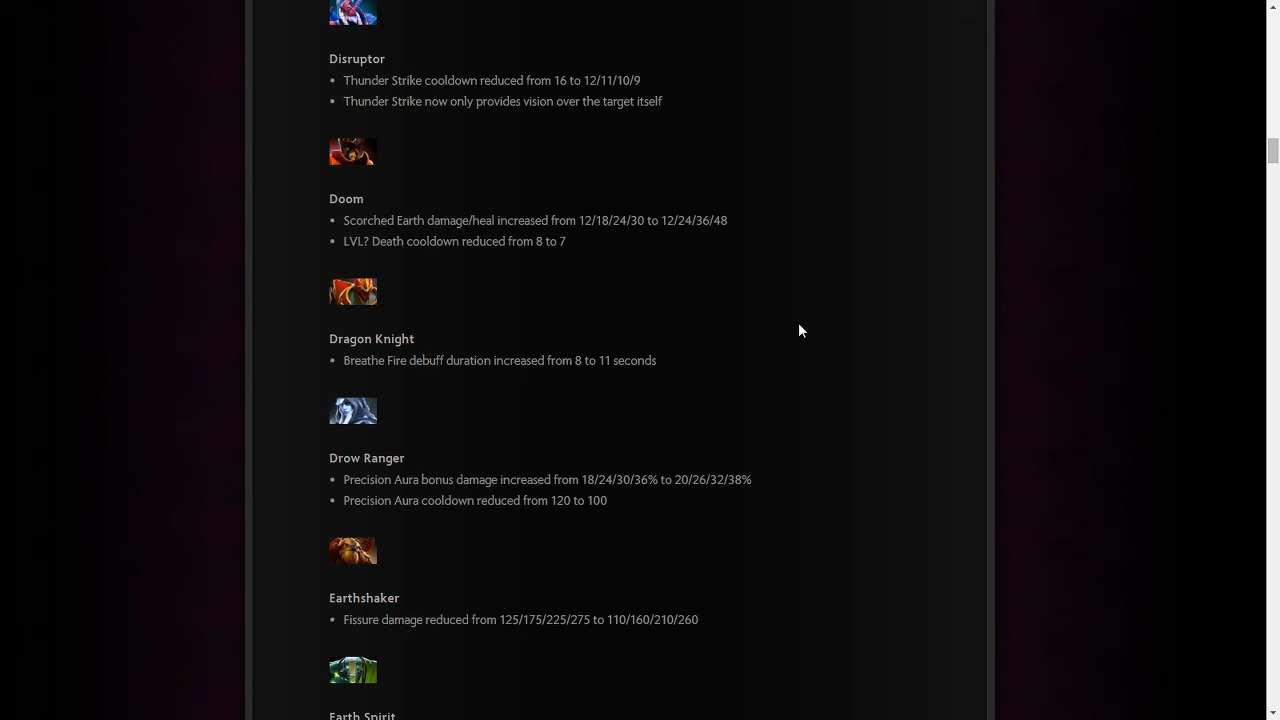 Disruptor
• Thunder Strike cooldown reduced from 16 to 12/11/10/9
• Thunder Strike now only provides vision over the target itself
Doom
• Scorched Earth damage/heal increased from 12/18/24/30 to 12/24/36/48
• LVL? Death cooldown reduced from 8 to 7
Dragon Knight
• Breathe Fire debuff duration increased from 8 to 11 seconds
Drow Ranger
• Precision Aura bonus damage increased from 18/24/30/36% to 20/26/32/38%
• Precision Aura cooldown reduced from 120 to 100
Earthshaker
• Fissure damage reduced from 125/175/225/275 to 110/160/210/260
Earth Spirit